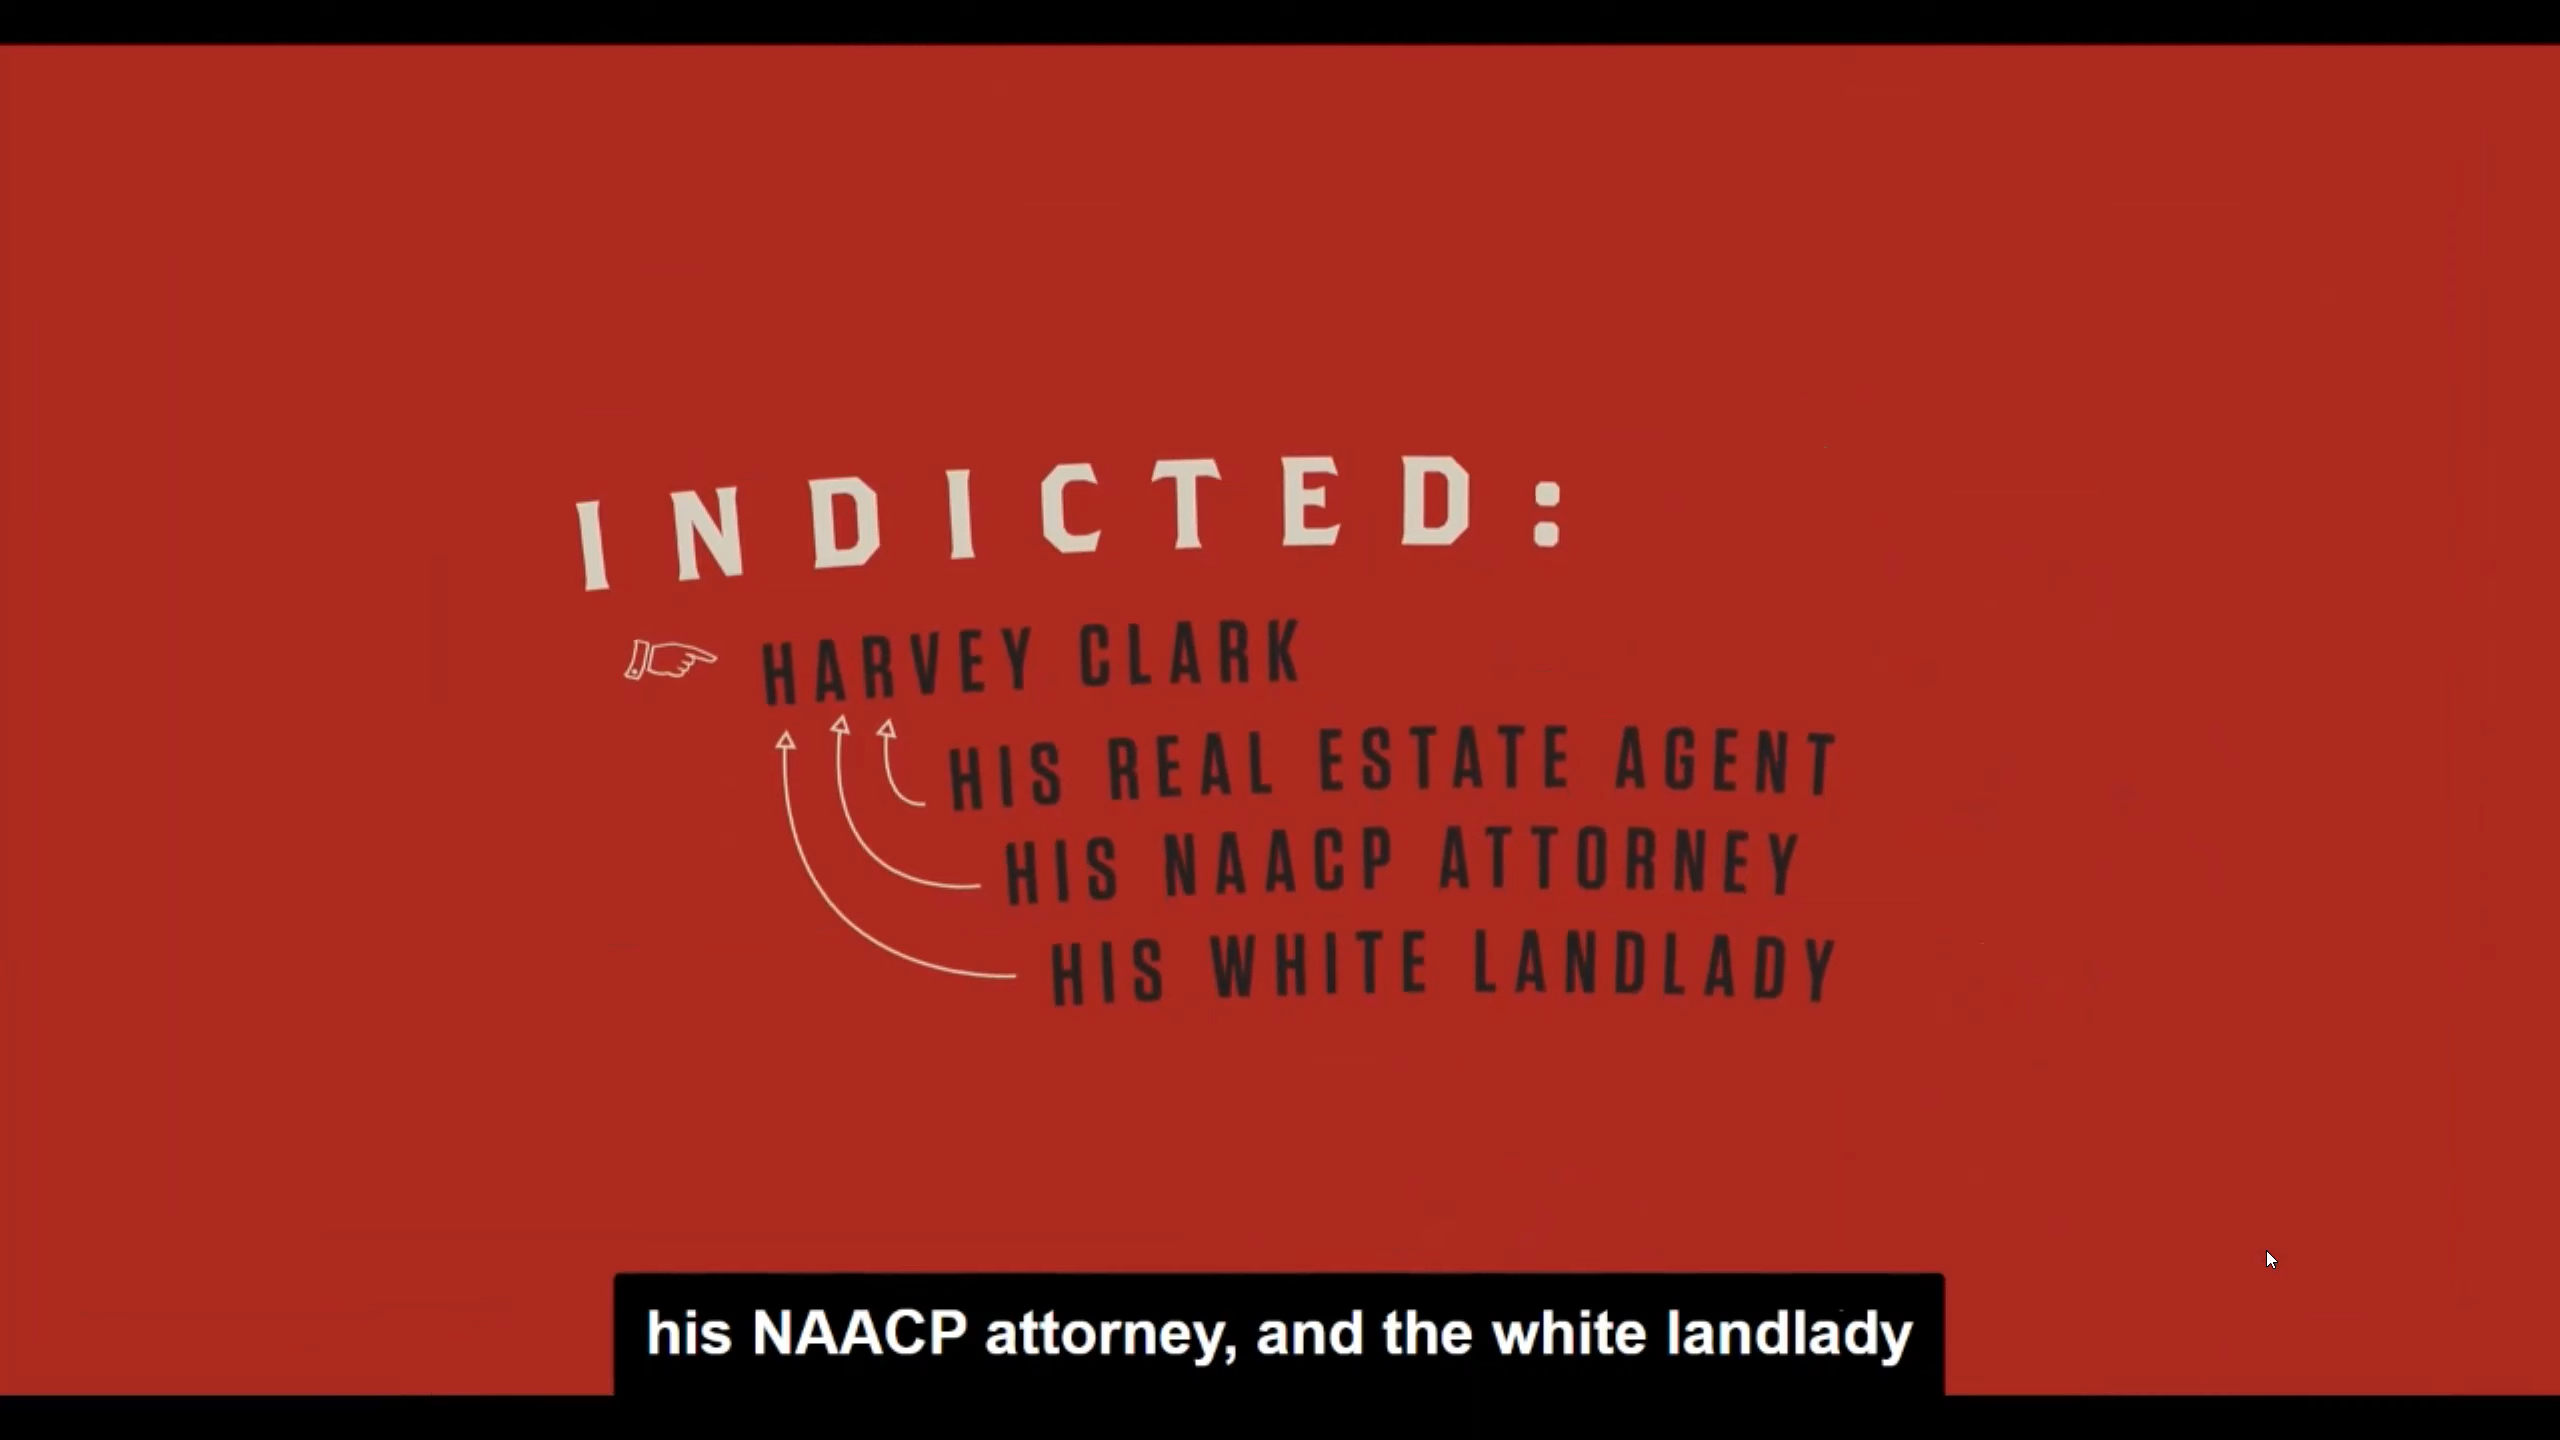 INDICTED:
HARVEY CLARK
HIS REAL ESTATE AGENT
HIS NAACP ATTORNEY
HIS WHITE LANDLADY
his NAACP attorney, and the white landlady